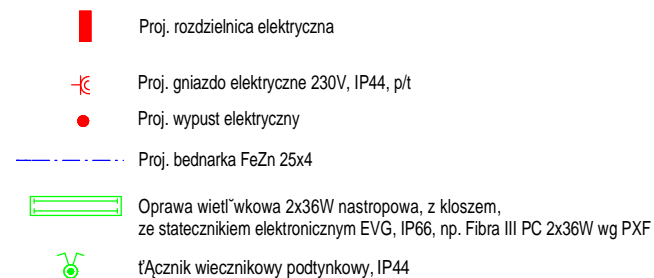 Proj. rozdzielnica elektryczna
Proj. gniazdo elektryczne 230V, IP44, p/t
Proj. wypust elektryczny
Proj. bednarka FeZn 25x4
Oprawa wietl˘wkowa 2x36W nastropowa, z kloszem,
ze statecznikiem elektronicznym EVG, IP66, np. Fibra III PC 2x36W wg PXF
ťĄcznik wiecznikowy podtynkowy, IP44